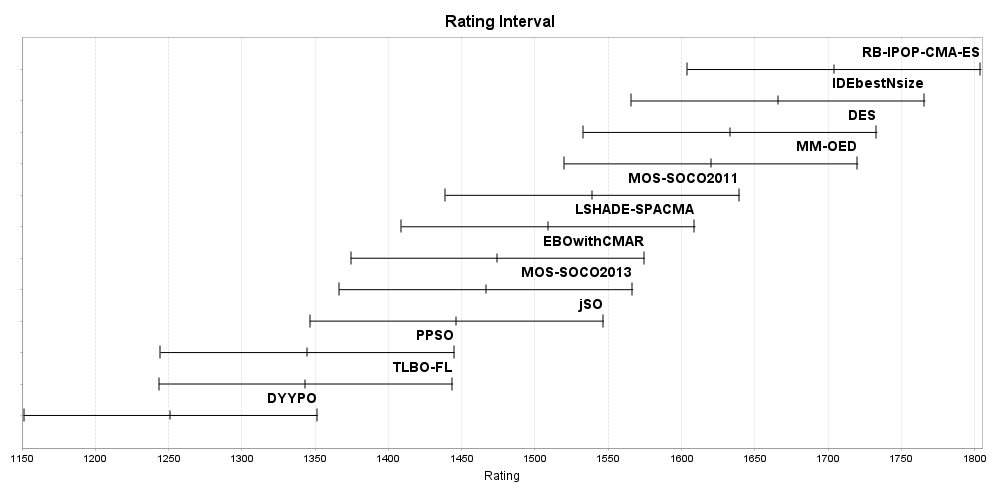 Rating Interval
RB-IPOP-CMA-ES
IDEbestNsize
DES
MM-OED
MOS-SOCO2011
LSHADE-SPACMA
EBOwithCMAR
MOS-SOCO2013
jSO
PPSO
TLBO-FL
DYYPO
1150 1200 1250 1300 1350 1400 1450 1500 1550 1600 1650 1700 1750 1800
Rating